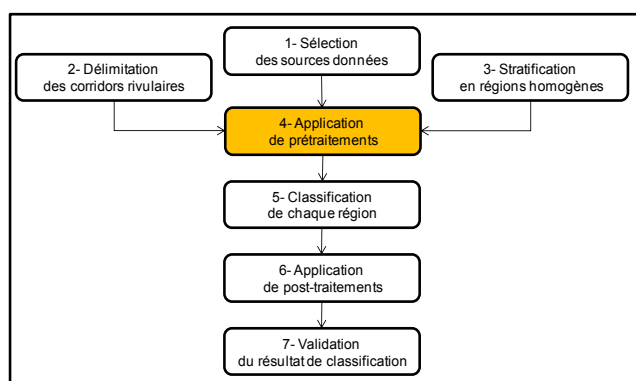 1- Sélection
des sources données
2- Délimitation
des corridors rivulaires
3- Stratification
en régions homogènes
4- Application
de prétraitements
5- Classification
de chaque région
6- Application
de post-traitements
7- Validation
du résultat de classification